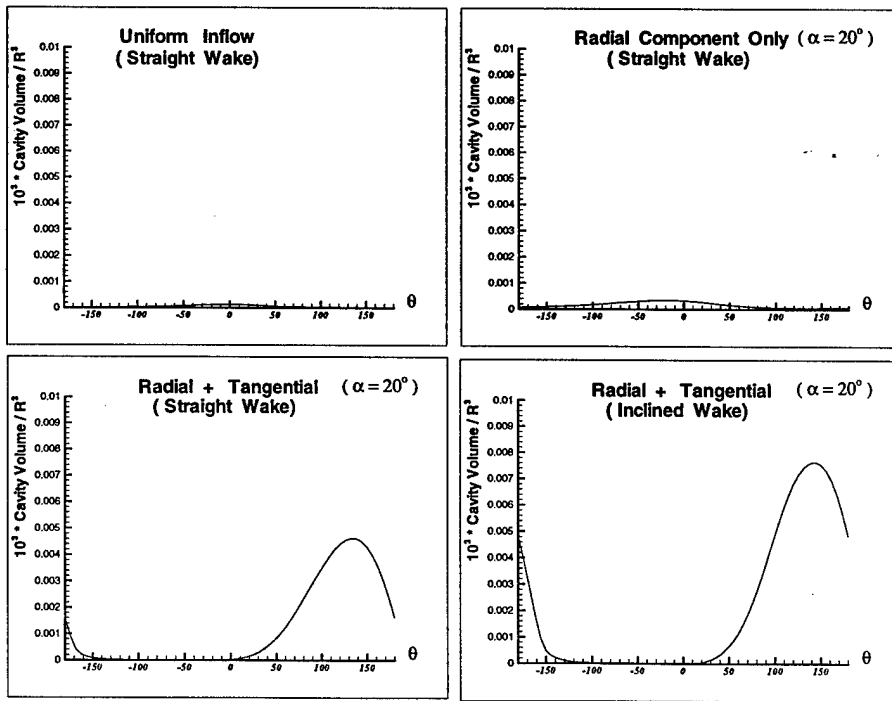 Uniform Inflow
( Straight Wake)
10³ * Cavity Volume / R³
0.01
0.009
0.008
0.007
0.006
0.005
0.004
0.003
0.002
0.001
0
-150 -100 -50 0 50 100 150 θ
Radial Component Only ( α = 20°)
(Straight Wake)
10³ * Cavity Volume / R³
0.01
0.009
0.008
0.007
0.006
0.005
0.004
0.003
0.002
0.001
0
-150 -100 -50 0 50 100 150 θ
Radial + Tangential ( α = 20°)
( Straight Wake)
10³ * Cavity Volume / R³
0.01
0.009
0.008
0.007
0.006
0.005
0.004
0.003
0.002
0.001
0
-150 -100 -50 0 50 100 150 θ
Radial + Tangential ( α = 20°)
( Inclined Wake)
10³ * Cavity Volume / R³
0.01
0.009
0.008
0.007
0.006
0.005
0.004
0.003
0.002
0.001
0
-150 -100 -50 0 50 100 150 θ